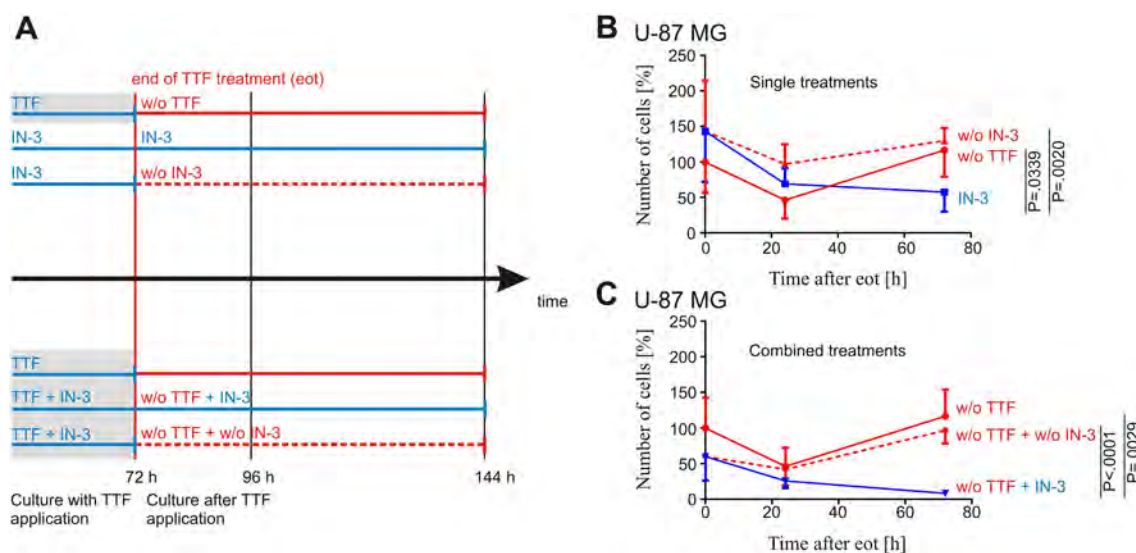 A
end of TTF treatment (eot)
TTF
w/o TTF
IN-3
IN-3
IN-3
w/o IN-3
time
TTF
TTF + IN-3
w/o TTF + IN-3
TTF + IN-3
w/o TTF + w/o IN-3
72 h
96 h
144 h
Culture with TTF
application
Culture after TTF
application
B
U-87 MG
Number of cells [%]
250
200
150
100
50
0
Single treatments
w/o IN-3
w/o TTF
IN-3
P=.0339
P=.0020
0
20
40
60
80
Time after eot [h]
C
U-87 MG
Number of cells [%]
250
200
150
100
50
0
Combined treatments
w/o TTF
w/o TTF + w/o IN-3
w/o TTF + IN-3
P<.0001
P=.0029
0
20
40
60
80
Time after eot [h]